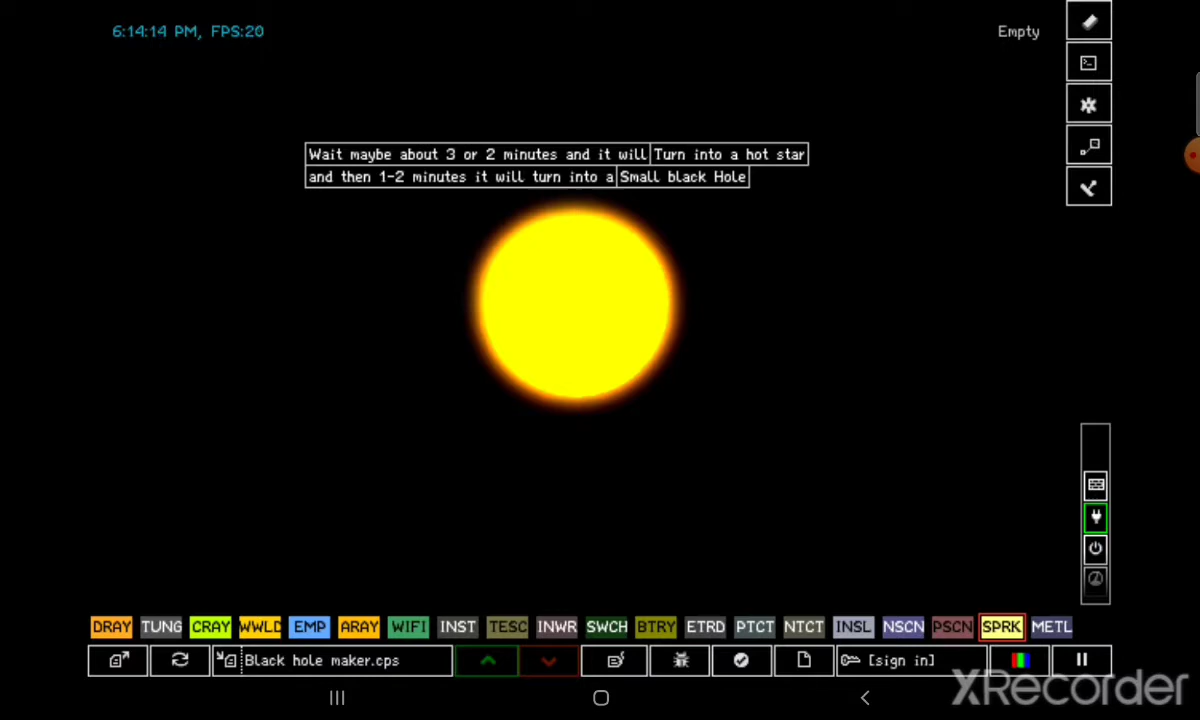 6:14:14 PM, FPS:20
Empty
Wait maybe about 3 or 2 minutes and it will Turn into a hot star
and then 1-2 minutes it will turn into a Small black Hole
DRAY TUNG CRAY WWLD EMP ARAY WIFI INST TESC INWR SWCH BTRY ETRD PTCT NTCT INSL NSCN PSCN SPRK METL
Black hole maker.cps [sign in]
XRecorder